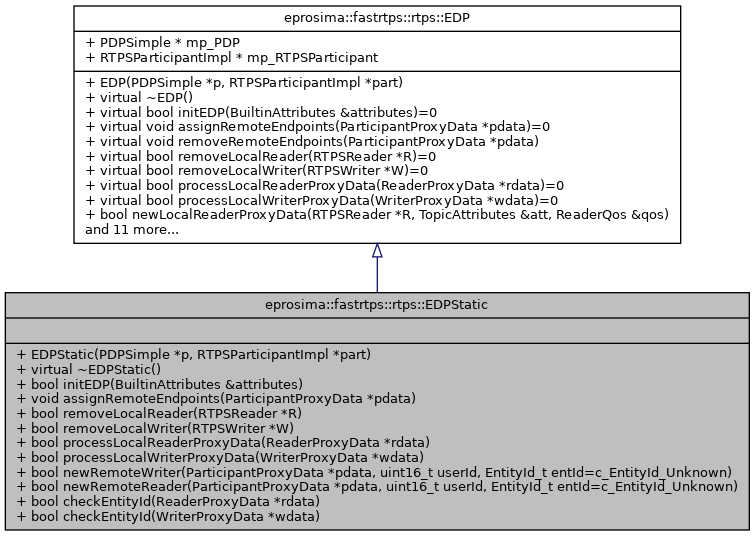 eprosima::fastrtps::rtps::EDP
+ PDPSimple * mp_PDP
+ RTPSParticipantImpl * mp_RTPSParticipant
+ EDP(PDPSimple *p, RTPSParticipantImpl *part)
+ virtual ~EDP()
+ virtual bool initEDP(BuiltinAttributes &attributes)=0
+ virtual void assignRemoteEndpoints(ParticipantProxyData *pdata)=0
+ virtual void removeRemoteEndpoints(ParticipantProxyData *pdata)
+ virtual bool removeLocalReader(RTPSReader *R)=0
+ virtual bool removeLocalWriter(RTPSWriter *W)=0
+ virtual bool processLocalReaderProxyData(ReaderProxyData *rdata)=0
+ virtual bool processLocalWriterProxyData(WriterProxyData *wdata)=0
+ bool newLocalReaderProxyData(RTPSReader *R, TopicAttributes &att, ReaderQos &qos)
and 11 more...
eprosima::fastrtps::rtps::EDPStatic
+ EDPStatic(PDPSimple *p, RTPSParticipantImpl *part)
+ virtual ~EDPStatic()
+ bool initEDP(BuiltinAttributes &attributes)
+ void assignRemoteEndpoints(ParticipantProxyData *pdata)
+ bool removeLocalReader(RTPSReader *R)
+ bool removeLocalWriter(RTPSWriter *W)
+ bool processLocalReaderProxyData(ReaderProxyData *rdata)
+ bool processLocalWriterProxyData(WriterProxyData *wdata)
+ bool newRemoteWriter(ParticipantProxyData *pdata, uint16_t userId, EntityId_t entId=c_EntityId_Unknown)
+ bool newRemoteReader(ParticipantProxyData *pdata, uint16_t userId, EntityId_t entId=c_EntityId_Unknown)
+ bool checkEntityId(ReaderProxyData *rdata)
+ bool checkEntityId(WriterProxyData *wdata)